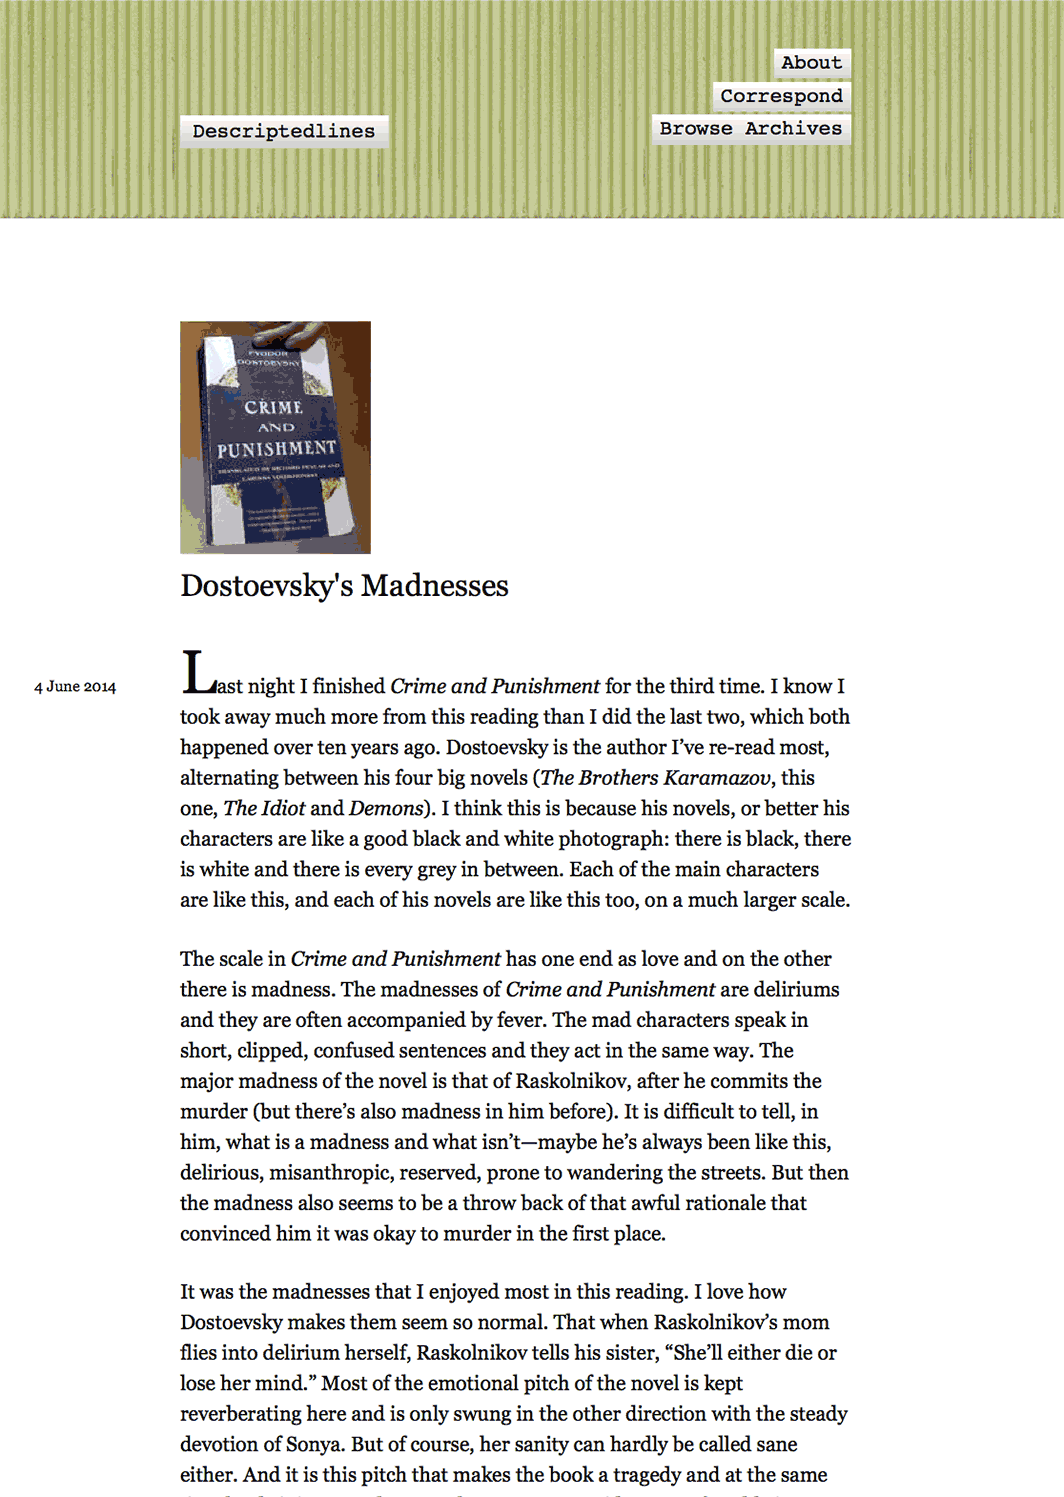 About
Correspond
Descriptedlines
Browse Archives
FYODOR
DOSTOEVSKY
CRIME
AND
PUNISHMENT
TRANSLATED BY RICHARD PEVEAR AND
LARISSA VOLOKHONSKY
Dostoevsky's Madnesses
4 June 2014
Last night I finished Crime and Punishment for the third time. I know I
took away much more from this reading than I did the last two, which both
happened over ten years ago. Dostoevsky is the author I’ve re-read most,
alternating between his four big novels (The Brothers Karamazov, this
one, The Idiot and Demons). I think this is because his novels, or better his
characters are like a good black and white photograph: there is black, there
is white and there is every grey in between. Each of the main characters
are like this, and each of his novels are like this too, on a much larger scale.
The scale in Crime and Punishment has one end as love and on the other
there is madness. The madnesses of Crime and Punishment are deliriums
and they are often accompanied by fever. The mad characters speak in
short, clipped, confused sentences and they act in the same way. The
major madness of the novel is that of Raskolnikov, after he commits the
murder (but there’s also madness in him before). It is difficult to tell, in
him, what is a madness and what isn’t—maybe he’s always been like this,
delirious, misanthropic, reserved, prone to wandering the streets. But then
the madness also seems to be a throw back of that awful rationale that
convinced him it was okay to murder in the first place.
It was the madnesses that I enjoyed most in this reading. I love how
Dostoevsky makes them seem so normal. That when Raskolnikov’s mom
flies into delirium herself, Raskolnikov tells his sister, “She’ll either die or
lose her mind.” Most of the emotional pitch of the novel is kept
reverberating here and is only swung in the other direction with the steady
devotion of Sonya. But of course, her sanity can hardly be called sane
either. And it is this pitch that makes the book a tragedy and at the same